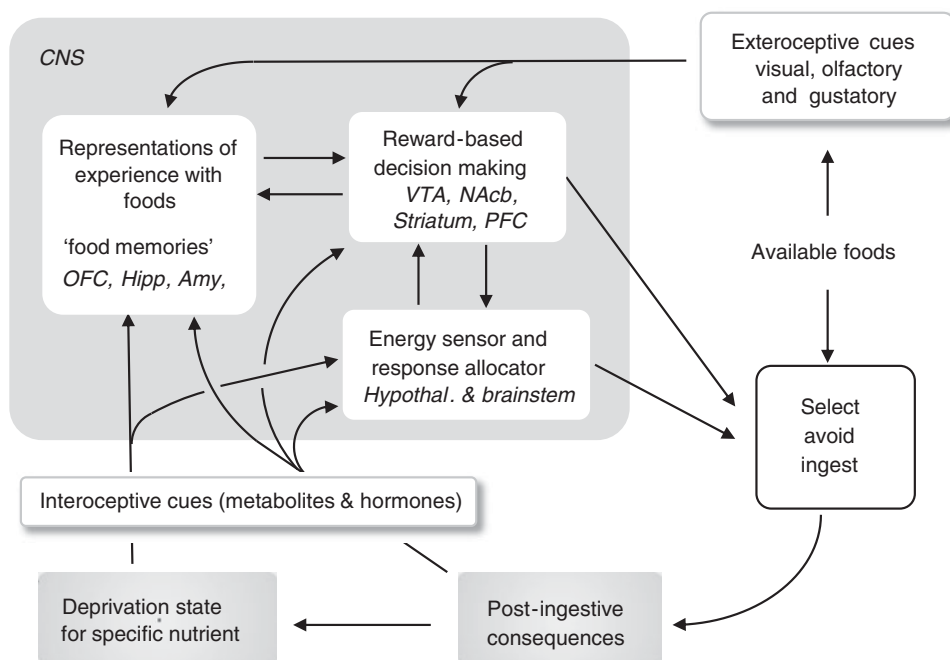 CNS
Exteroceptive cues
visual, olfactory
and gustatory
Representations of
experience with
foods
'food memories'
OFC, Hipp, Amy,
Reward-based
decision making
VTA, NAcb,
Striatum, PFC
Available foods
Energy sensor and
response allocator
Hypothal. & brainstem
Select
avoid
ingest
Interoceptive cues (metabolites & hormones)
Deprivation state
for specific nutrient
Post-ingestive
consequences